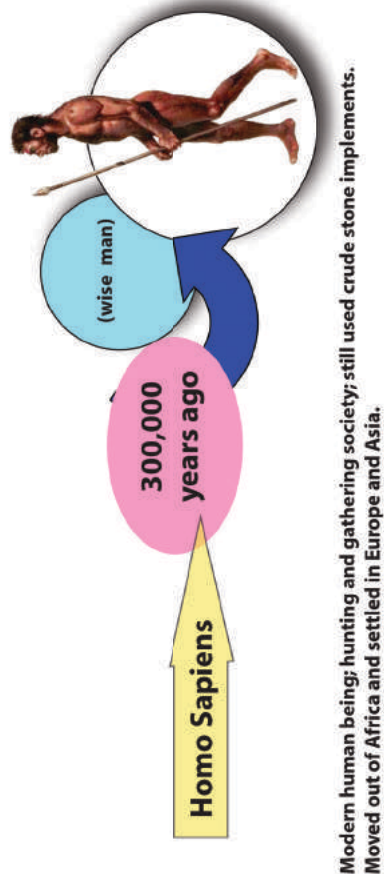 Homo Sapiens
300,000
years ago
(wise man)
Modern human being; hunting and gathering society; still used crude stone implements.
Moved out of Africa and settled in Europe and Asia.